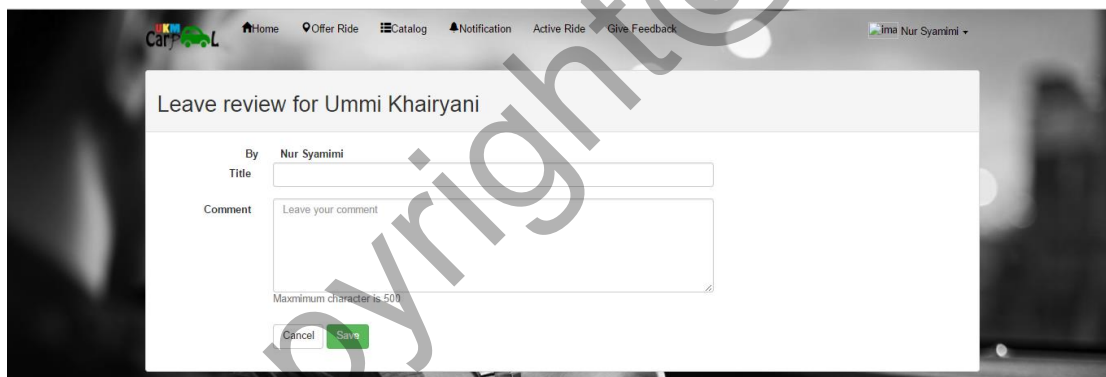 UKM
CarPooL
Home Offer Ride Catalog Notification Active Ride Give Feedback
ima Nur Syamimi
Leave review for Ummi Khairyani
By Nur Syamimi
Title
Comment Leave your comment
Maxmimum character is 500
Cancel Save
pyright@